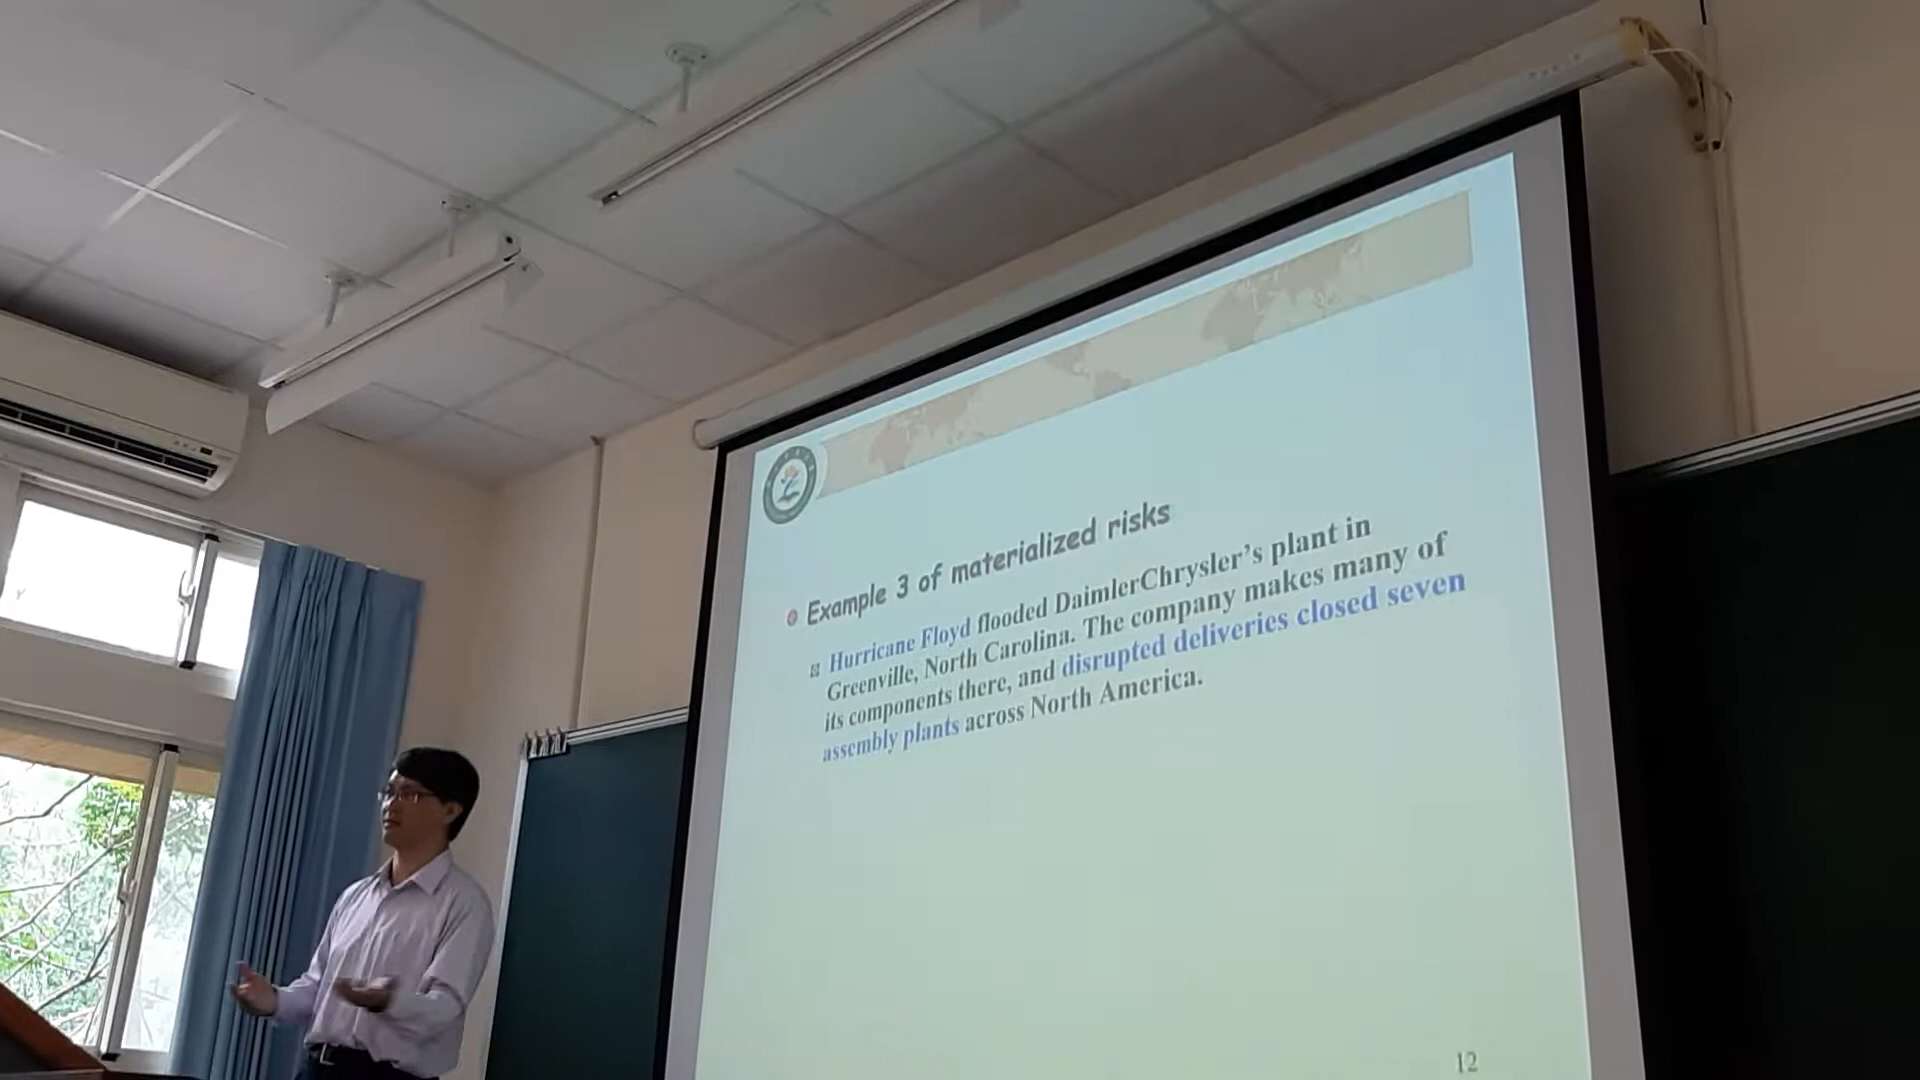 Example 3 of materialized risks
Hurricane Floyd flooded DaimlerChrysler's plant in
Greenville, North Carolina. The company makes many of
its components there, and disrupted deliveries closed seven
assembly plants across North America.
12